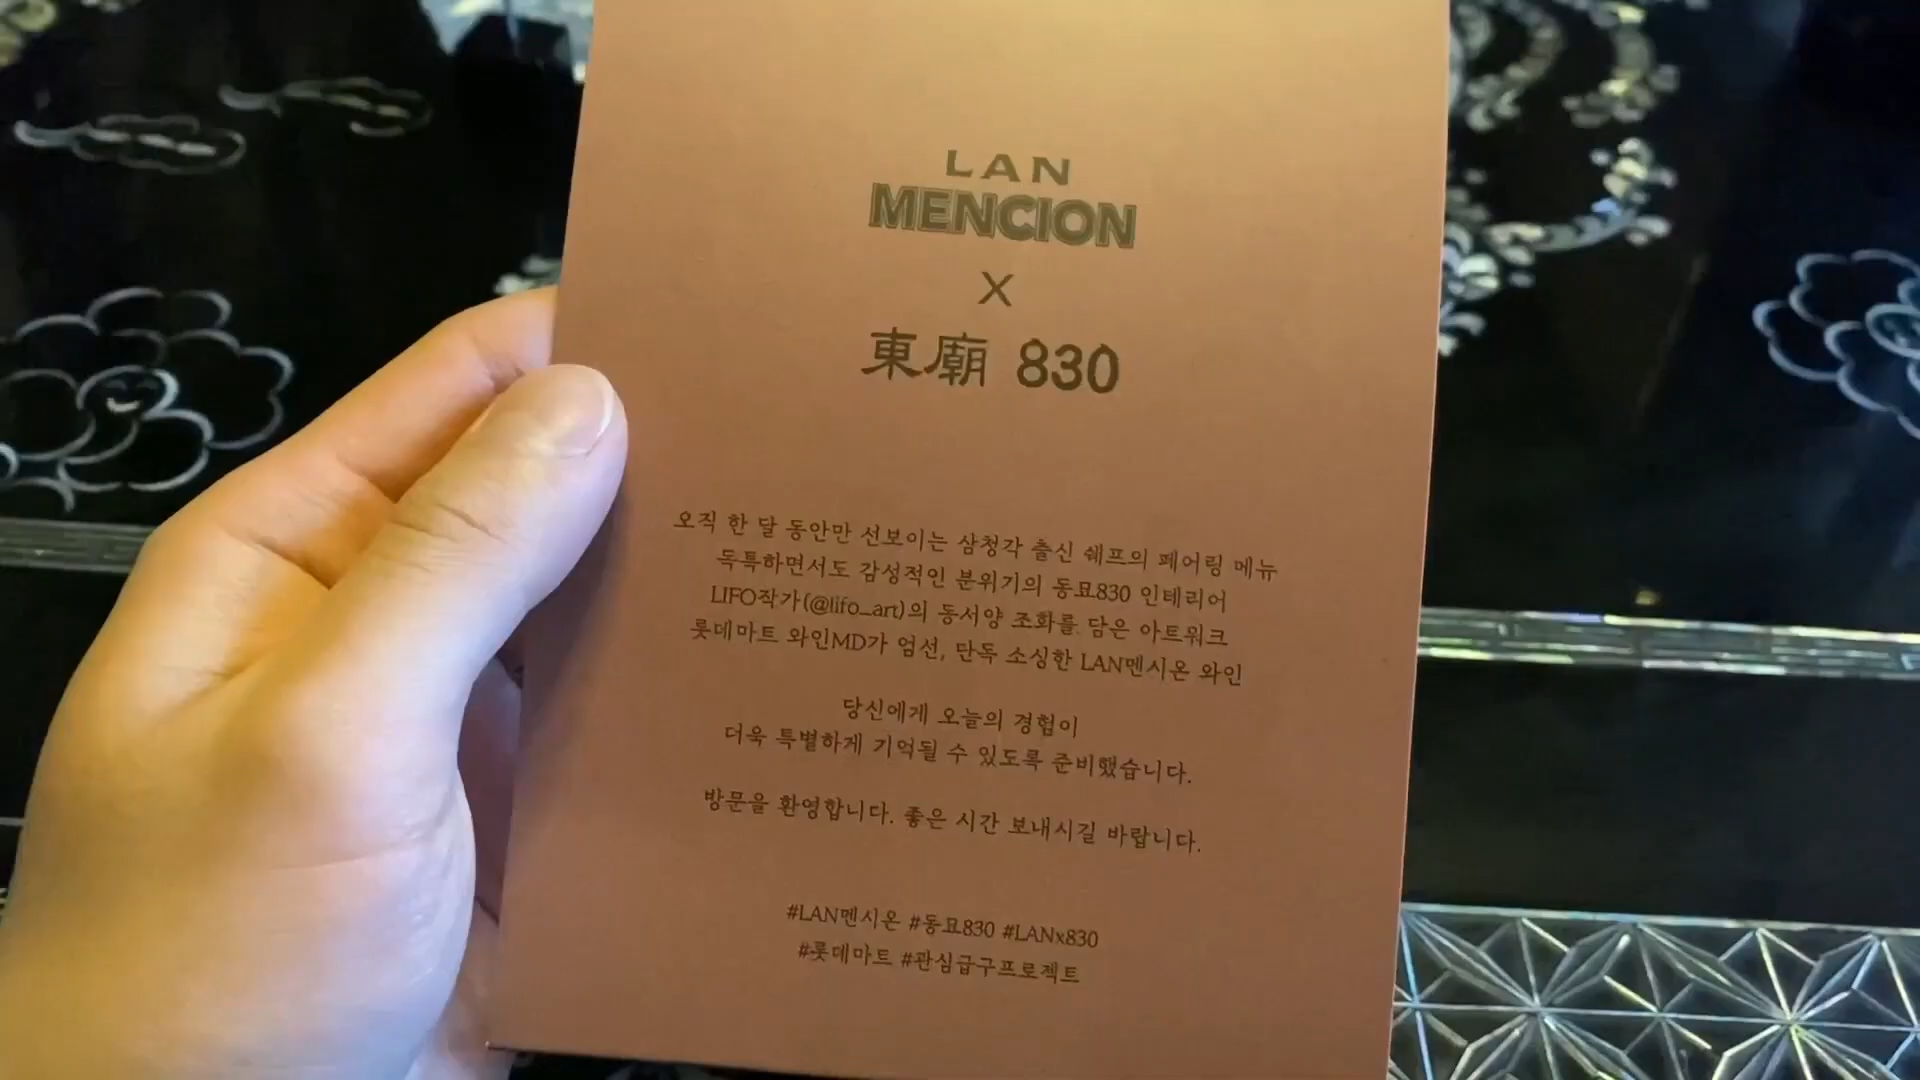 LAN
MENCION
X
東廟 830
오직 한 달 동안만 선보이는 삼청각 출신 쉐프의 페어링 메뉴
독특하면서도 감성적인 분위기의 동묘830 인테리어
LIFO작가(@lifo_art)의 동서양 조화를 담은 아트워크
롯데마트 와인MD가 엄선, 단독 소싱한 LAN멘시온 와인
당신에게 오늘의 경험이
더욱 특별하게 기억될 수 있도록 준비했습니다.
방문을 환영합니다. 좋은 시간 보내시길 바랍니다.
#LAN멘시온 #동묘830 #LANx830
#롯데마트 #관심급구프로젝트